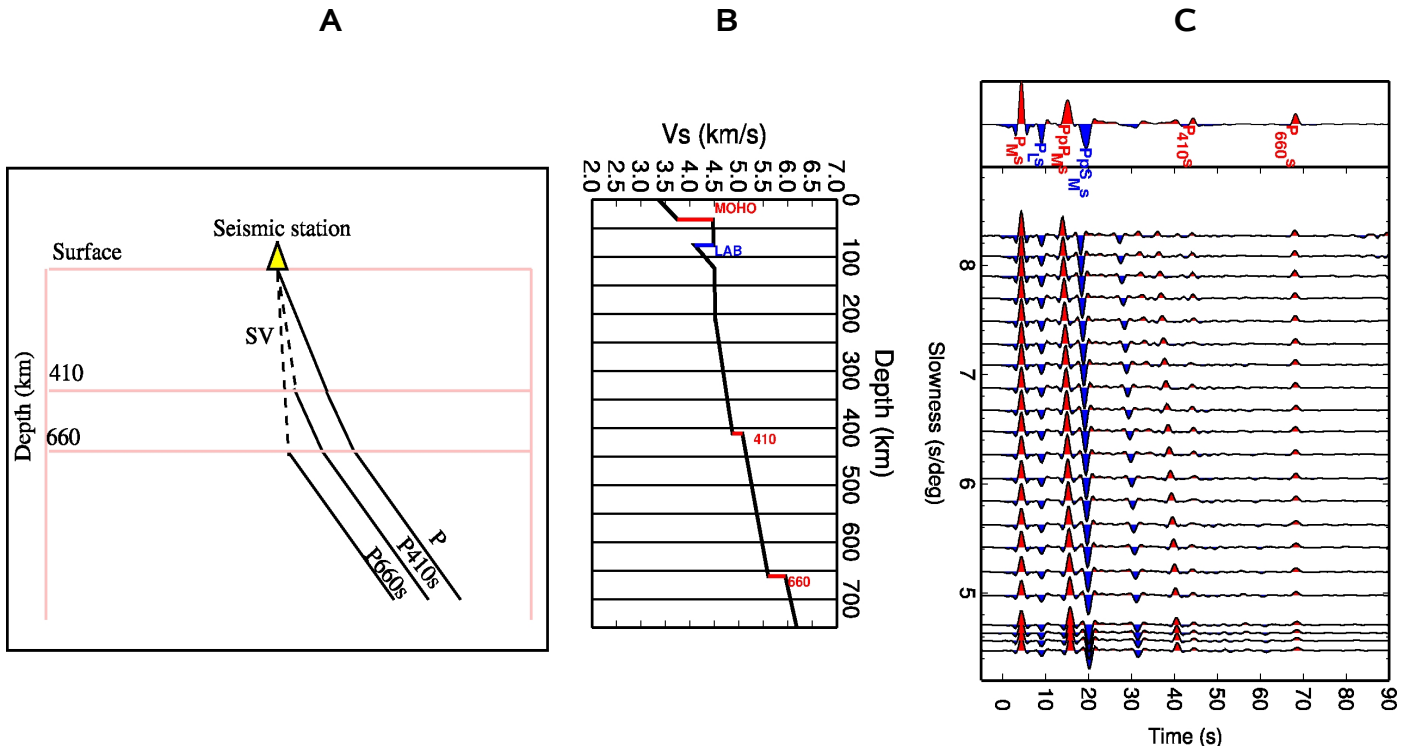 A
B
C
Seismic station
Surface
SV
410
660
Depth (km)
P
P410s
P660s
Vs (km/s)
2.0 2.5 3.0 3.5 4.0 4.5 5.0 5.5 6.0 6.5 7.0
MOHO
LAB
410
660
0
100
200
300
400
500
600
700
Depth (km)
PMs
PLs
PpPMs
PpSMs
P410s
P660s
8
7
6
5
Slowness (s/deg)
0 10 20 30 40 50 60 70 80 90
Time (s)